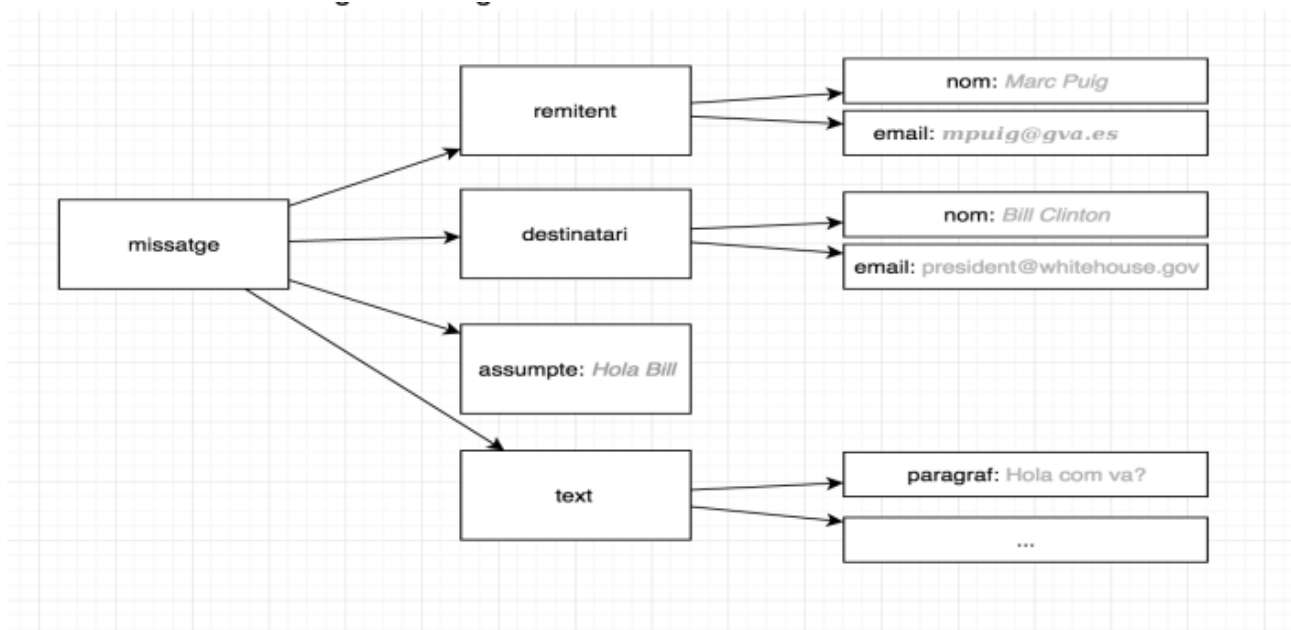 nom: Marc Puig
remitent
email: mpuig@gva.es
nom: Bill Clinton
missatge
destinatari
email: president@whitehouse.gov
assumpte: Hola Bill
paragraf: Hola com va?
text
...